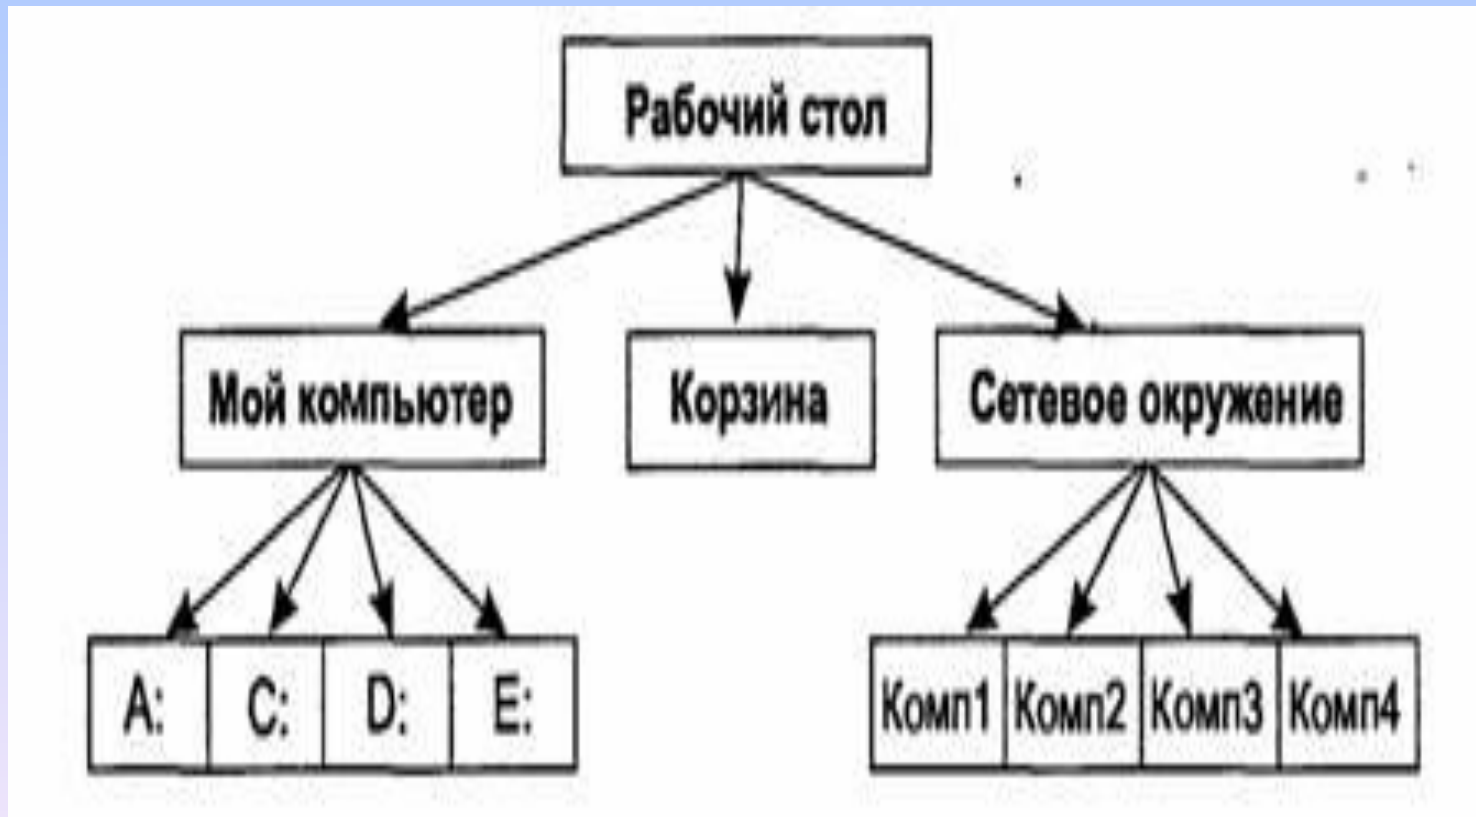 Рабочий стол
Мой компьютер Корзина Сетевое окружение
A: C: D: E: Комп1 Комп2 Комп3 Комп4